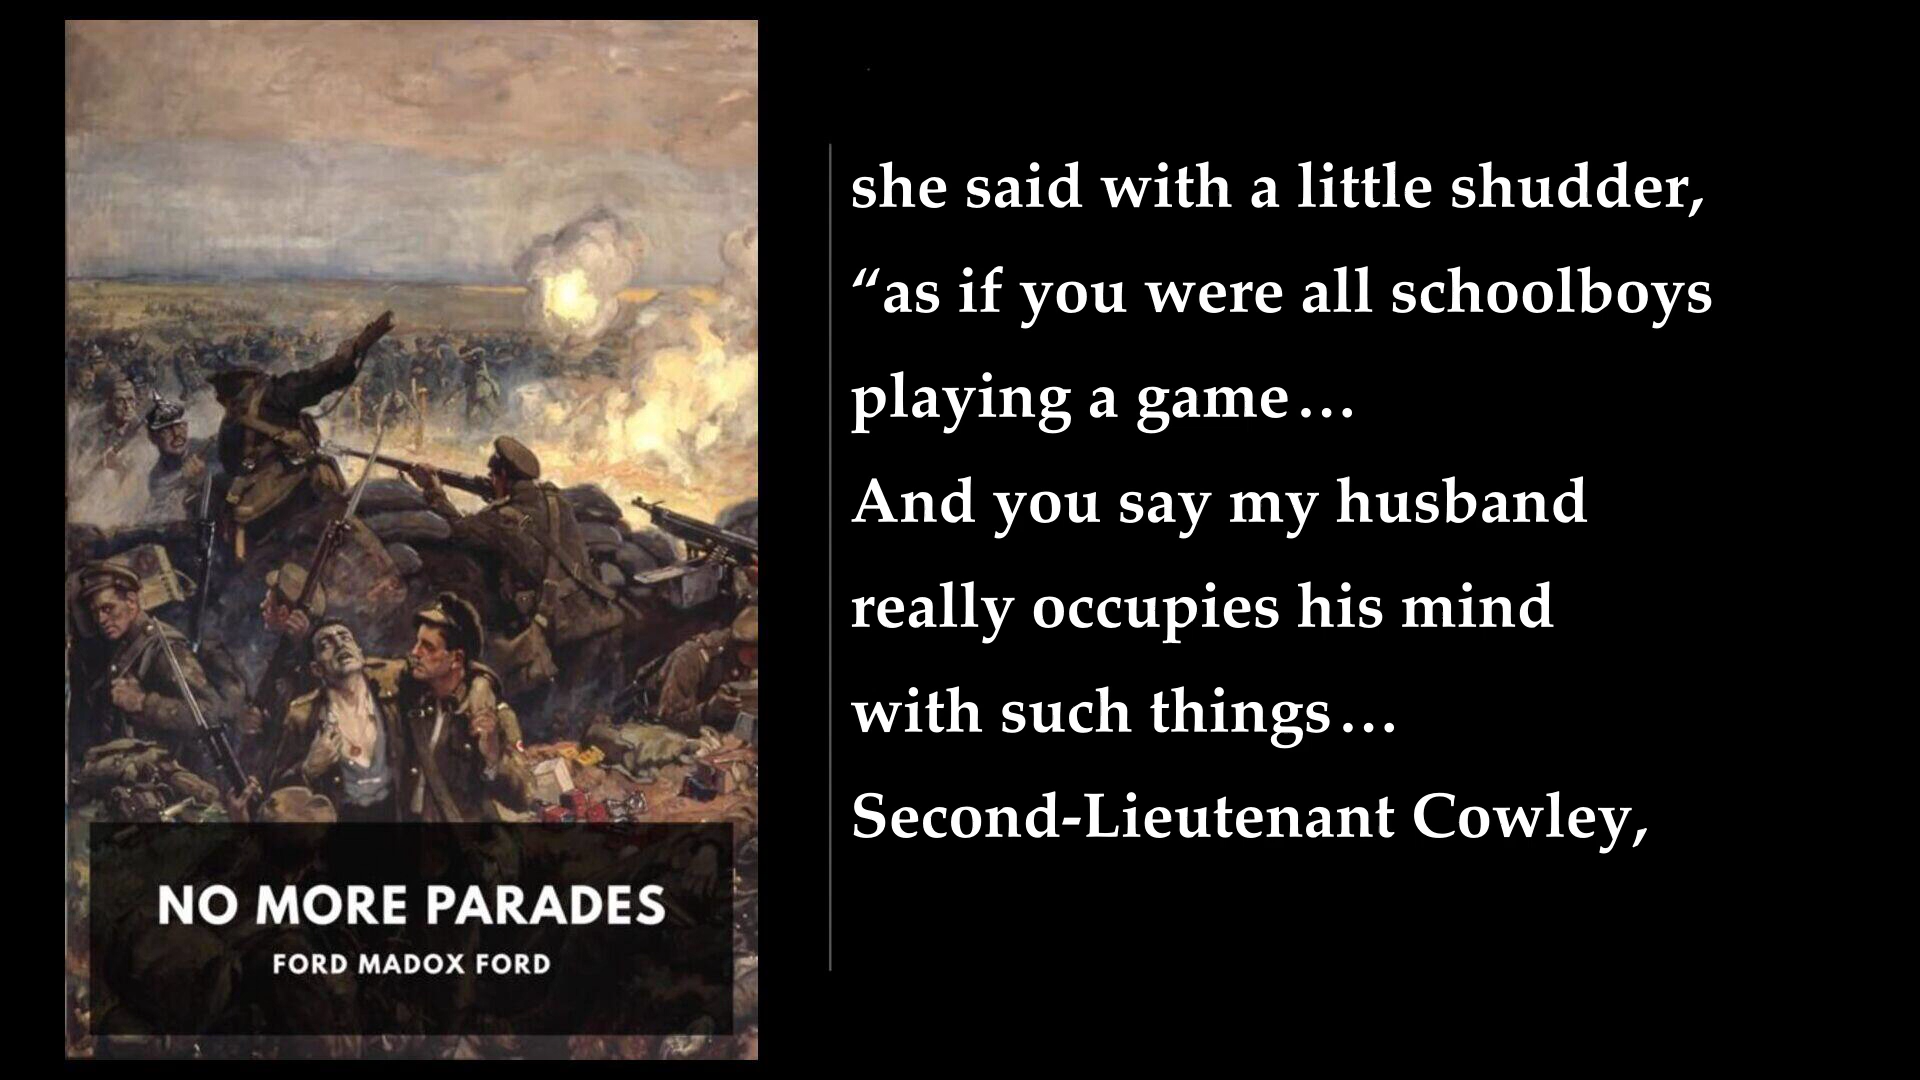 she said with a little shudder,
“as if you were all schoolboys
playing a game…
And you say my husband
really occupies his mind
with such things…
Second-Lieutenant Cowley,
NO MORE PARADES
FORD MADOX FORD